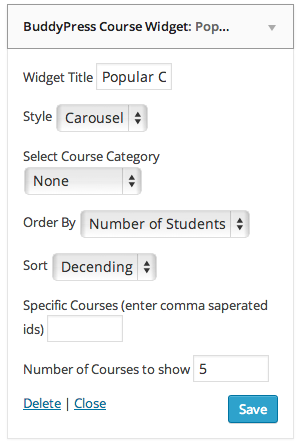 BuddyPress Course Widget: Pop...
Widget Title Popular C
Style Carousel
Select Course Category
None
Order By Number of Students
Sort Decending
Specific Courses (enter comma saperated
ids)
Number of Courses to show 5
Delete | Close Save